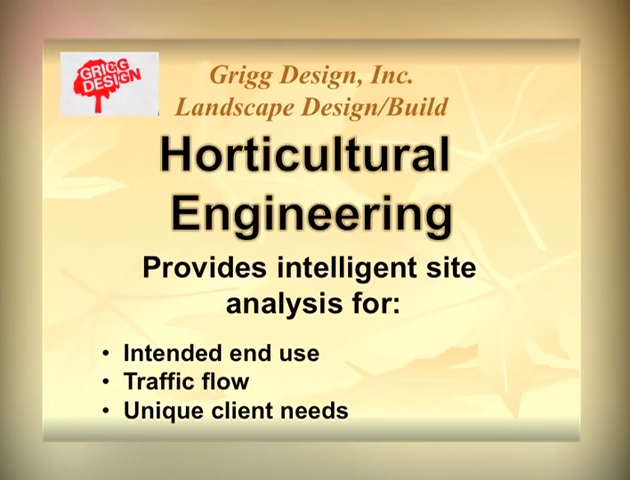 GRIGG
DESIGN
Grigg Design, Inc.
Landscape Design/Build
Horticultural
Engineering
Provides intelligent site
analysis for:
• Intended end use
• Traffic flow
• Unique client needs